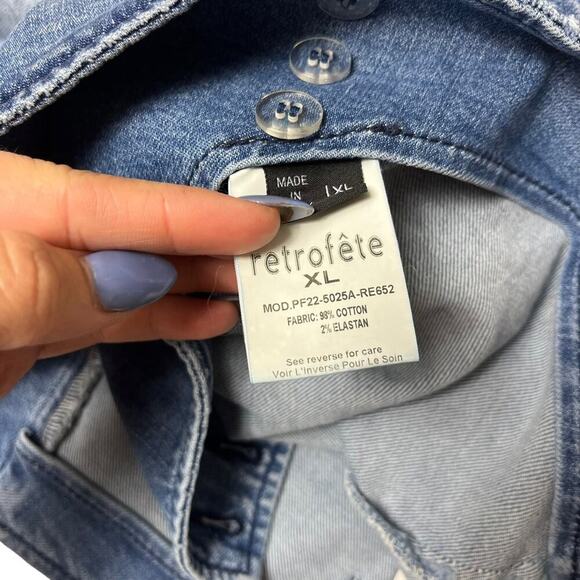 MADE
IN
XL
retrofête
XL
MOD.PF22-5025A-RE652
FABRIC: 98% COTTON
2% ELASTAN
See reverse for care
Voir L'Inverse Pour Le Soin